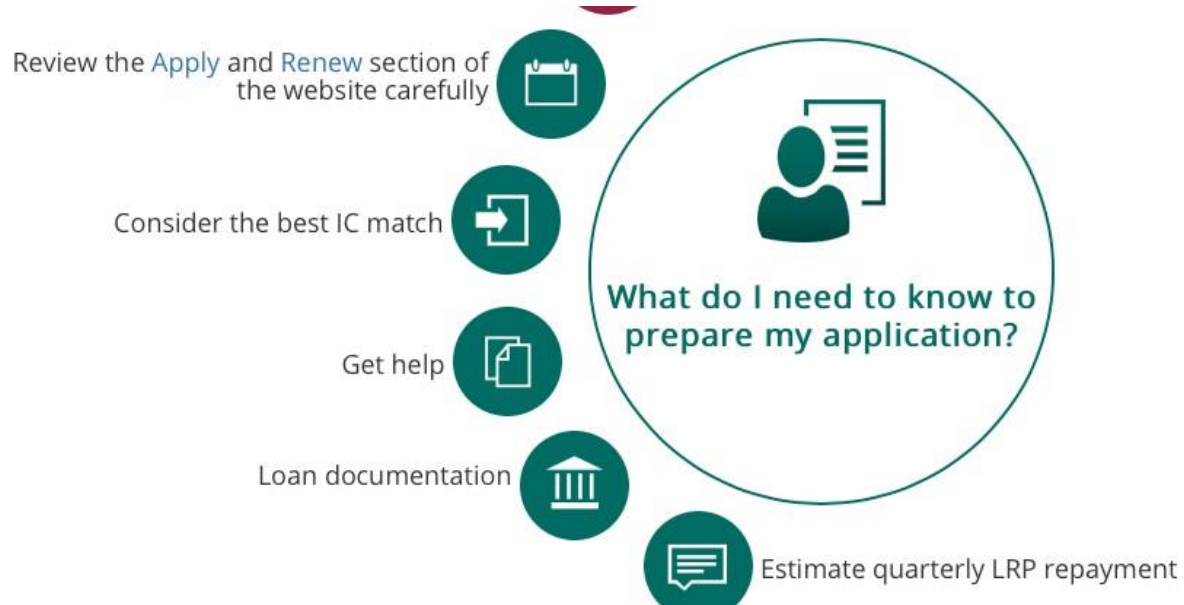 Review the Apply and Renew section of
the website carefully
Consider the best IC match
Get help
Loan documentation
Estimate quarterly LRP repayment
What do I need to know to
prepare my application?